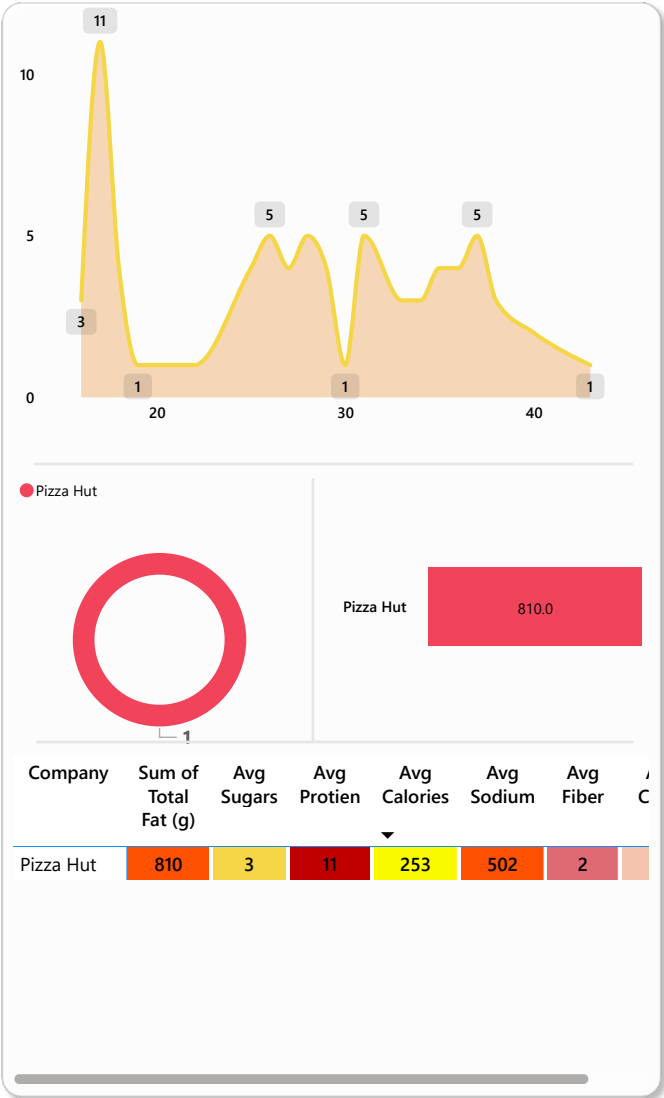 11
10
5
5
5
5
3
1
1
1
0
20
30
40
Pizza Hut
Pizza Hut
810.0
1
Company
Sum of
Total
Fat (g)
Avg
Sugars
Avg
Protien
Avg
Calories
Avg
Sodium
Avg
Fiber
Pizza Hut
810
3
11
253
502
2